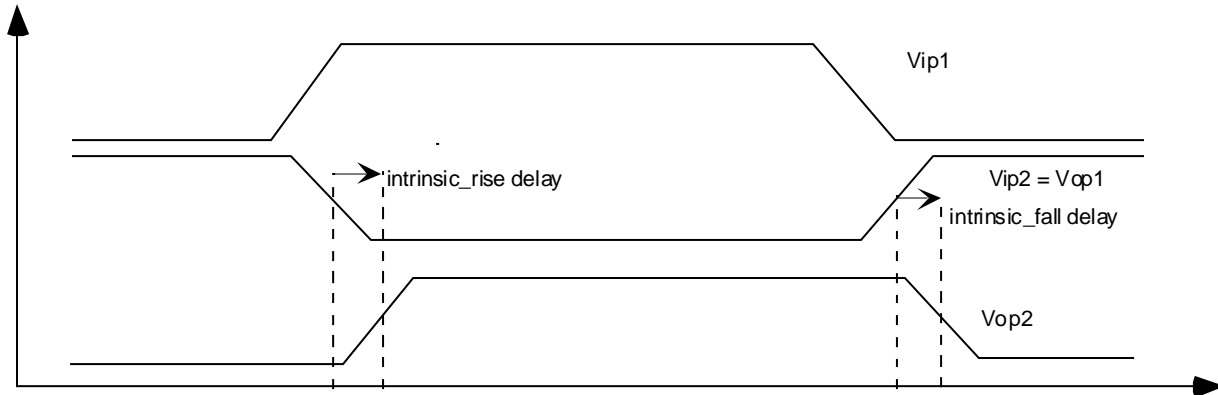 Vip1
intrinsic_rise delay
Vip2 = Vop1
intrinsic_fall delay
Vop2